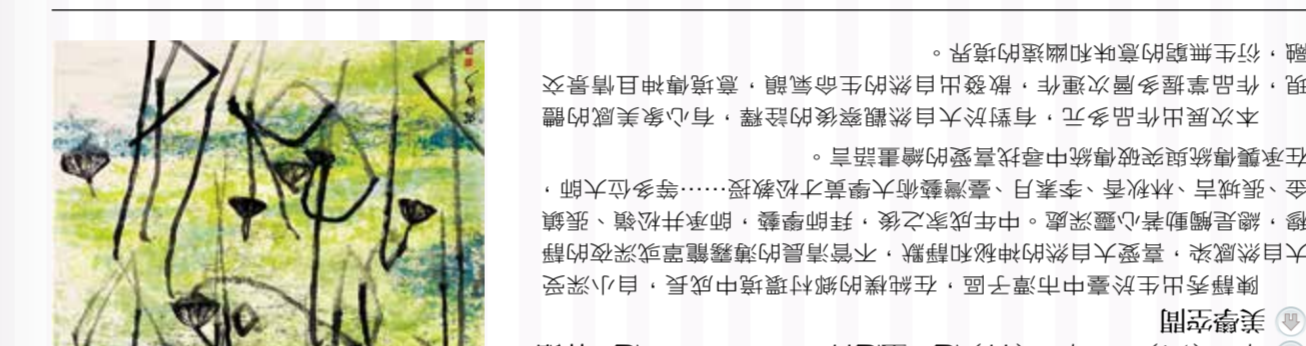 美學空間
陳靜秀出生於臺中市潭子區，在純樸的鄉村環境中成長，自小深受
大自然感染，喜愛大自然的神秘和靜默，不管清晨的薄霧籠罩或深夜的靜
穆，總是觸動著心靈深處。中年成家之後，拜師學藝，師承井松嶺、張鎮
金、張城吉、林秋香、李素月、臺灣藝術大學黃才松教授……等多位大師，
在承襲傳統與突破傳統中尋找喜愛的繪畫語言。
本次展出作品多元，有對於大自然觀察後的詮釋，有心象美感的體
現，作品掌握多層次運作，散發出自然的生命氣韻，意境傳神且情景交
融，衍生無窮的意味和幽遠的境界。